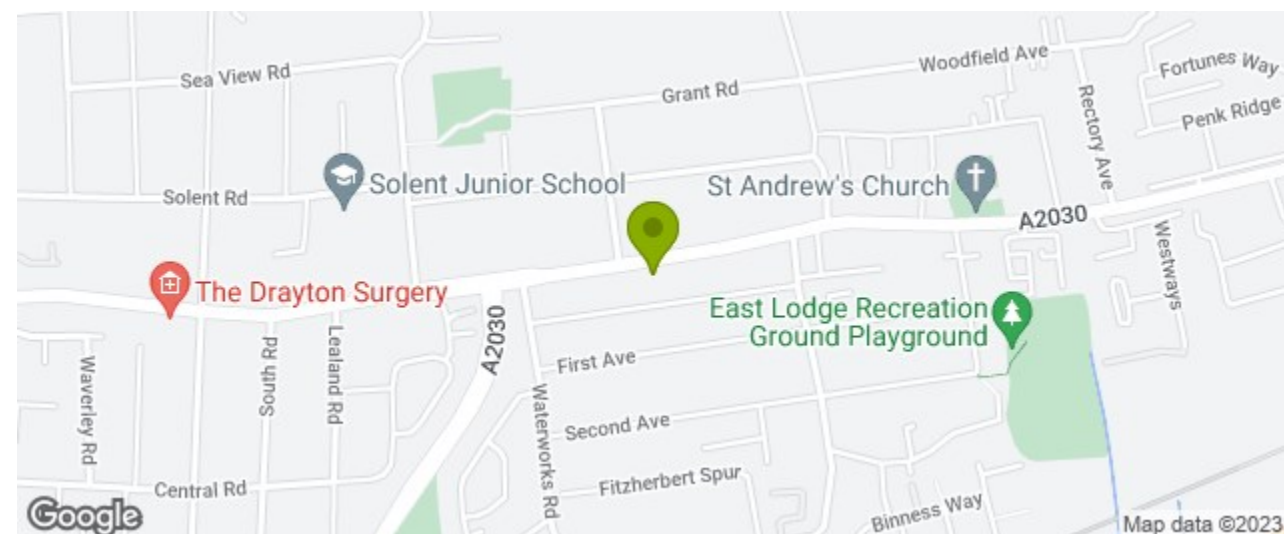 Woodfield Ave
Fortunes Way
Sea View Rd
Grant Rd
Rectory Ave
Penk Ridge
Solent Junior School
St Andrew's Church
Solent Rd
A2030
Westways
The Drayton Surgery
East Lodge Recreation
Ground Playground
A2030
Lealand Rd
South Rd
Waverley Rd
First Ave
Waterworks Rd
Second Ave
Fitzherbert Spur
Central Rd
Binness Way
Google
Map data ©2023